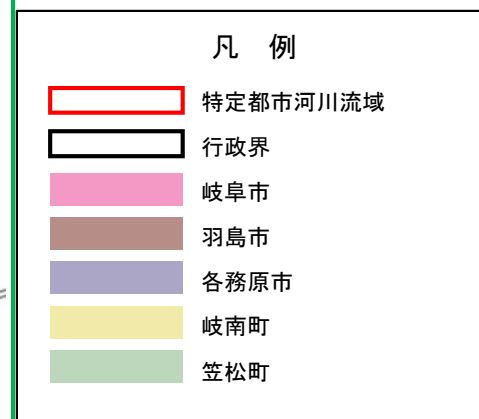 凡 例
特定都市河川流域
行政界
岐阜市
羽島市
各務原市
岐南町
笠松町